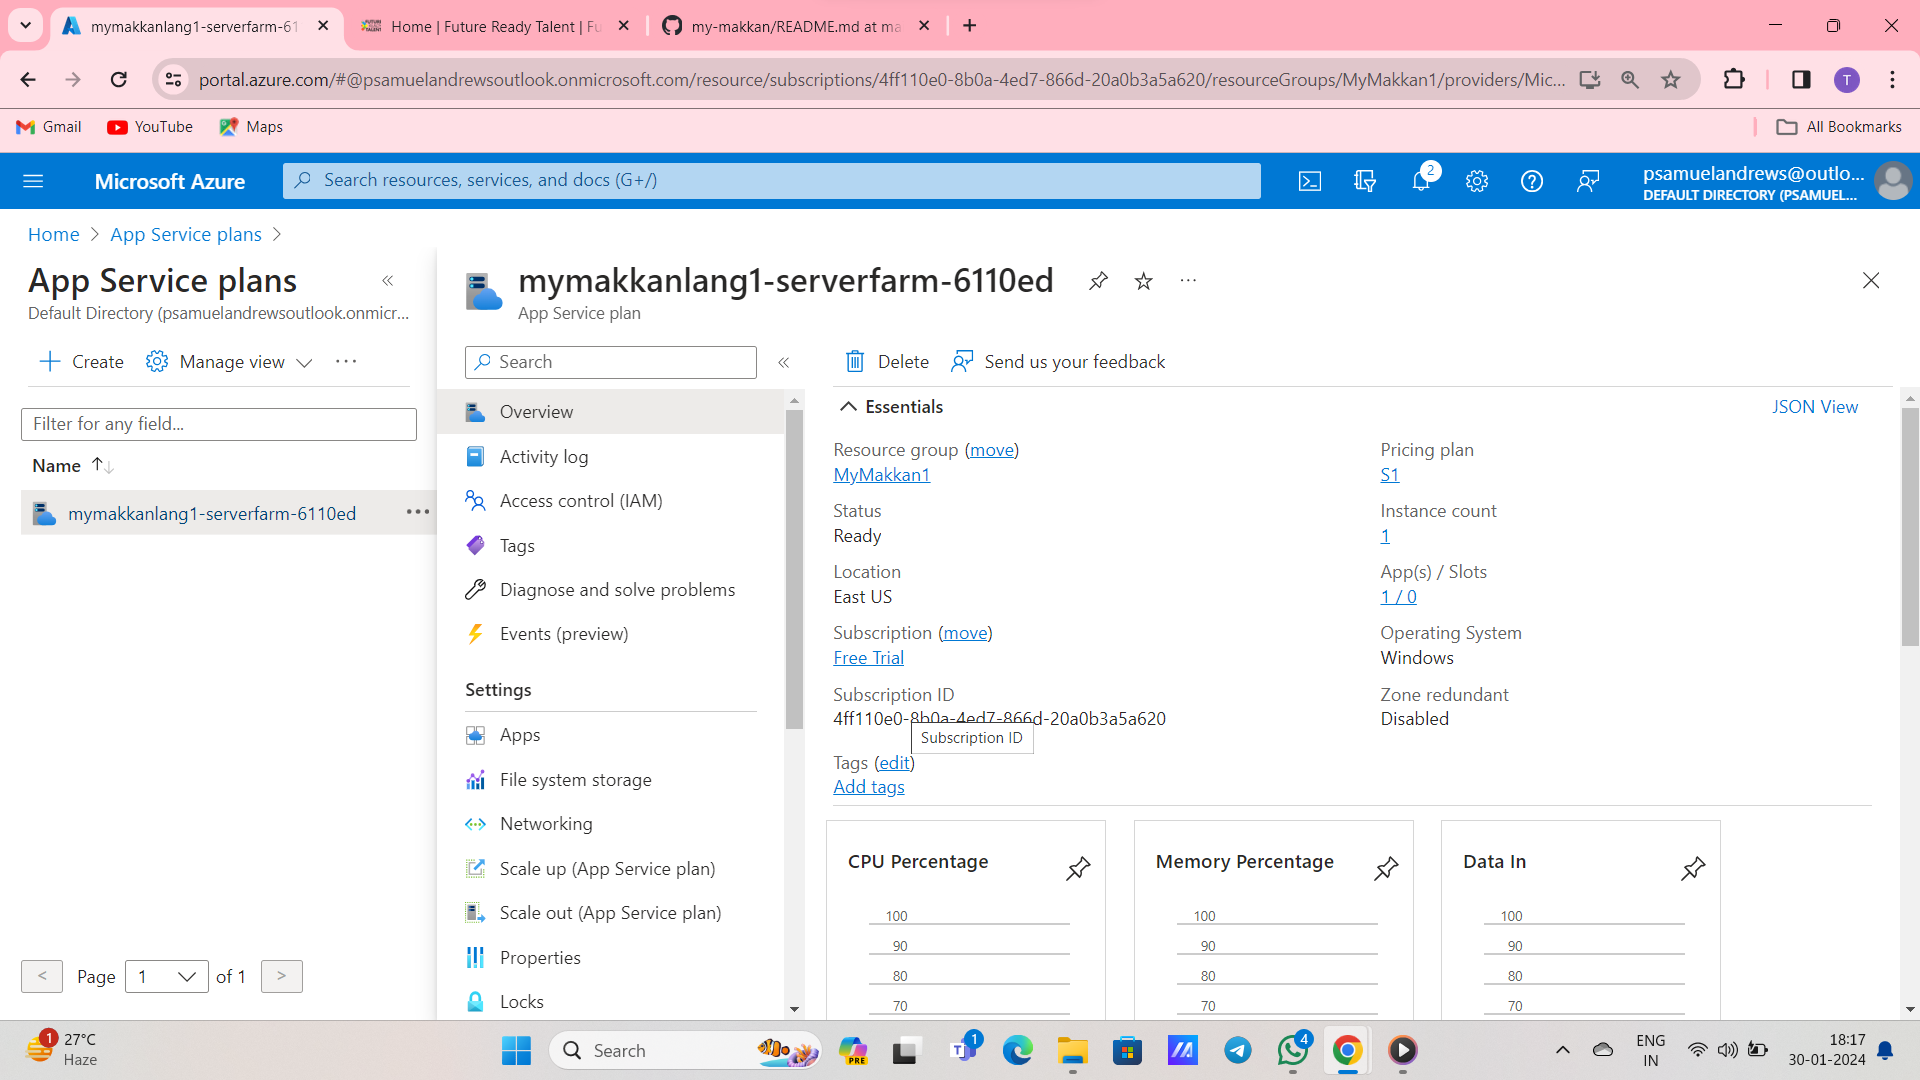 mymakkanlang1-serverfarm-61
Home | Future Ready Talent | Fu
my-makkan/README.md at ma
portal.azure.com/#@psamuelandrewsoutlook.onmicrosoft.com/resource/subscriptions/4ff110e0-8b0a-4ed7-866d-20a0b3a5a620/resourceGroups/MyMakkan1/providers/Mic...
T
Gmail
YouTube
Maps
All Bookmarks
Microsoft Azure
Search resources, services, and docs (G+/)
2
psamuelandrews@outlo...
DEFAULT DIRECTORY (PSAMUEL...
Home > App Service plans >
App Service plans
Default Directory (psamuelandrewsoutlook.onmicr...
Create
Manage view
Filter for any field...
Name
mymakkanlang1-serverfarm-6110ed
< Page 1 of 1 >
mymakkanlang1-serverfarm-6110ed
App Service plan
Search
Overview
Activity log
Access control (IAM)
Tags
Diagnose and solve problems
Events (preview)
Settings
Apps
File system storage
Networking
Scale up (App Service plan)
Scale out (App Service plan)
Properties
Locks
Delete
Send us your feedback
Essentials
JSON View
Resource group (move)
MyMakkan1
Status
Ready
Location
East US
Subscription (move)
Free Trial
Subscription ID
4ff110e0-8b0a-4ed7-866d-20a0b3a5a620
Subscription ID
Tags (edit)
Add tags
Pricing plan
S1
Instance count
1
App(s) / Slots
1 / 0
Operating System
Windows
Zone redundant
Disabled
CPU Percentage
100
90
80
70
Memory Percentage
100
90
80
70
Data In
100
90
80
70
1
27°C
Haze
Search
PRE
1
4
ENG
IN
18:17
30-01-2024